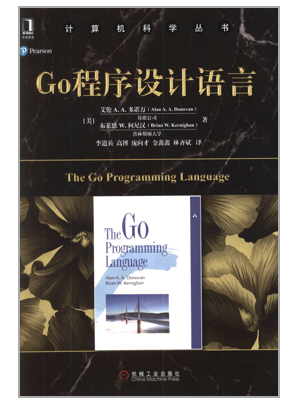 计算机科学丛书
Pearson
Go程序设计语言
艾伦 A. A. 多诺万 (Alan A. A. Donovan)
谷歌公司
[美]
著
布莱恩 W. 柯尼汉 (Brian W. Kernighan)
普林斯顿大学
李道兵 高博 庞向才 金鑫鑫 林齐斌 译
The Go Programming Language
The
Go
Programming
Language
Alan A. A. Donovan
Brian W. Kernighan
机械工业出版社
China Machine Press